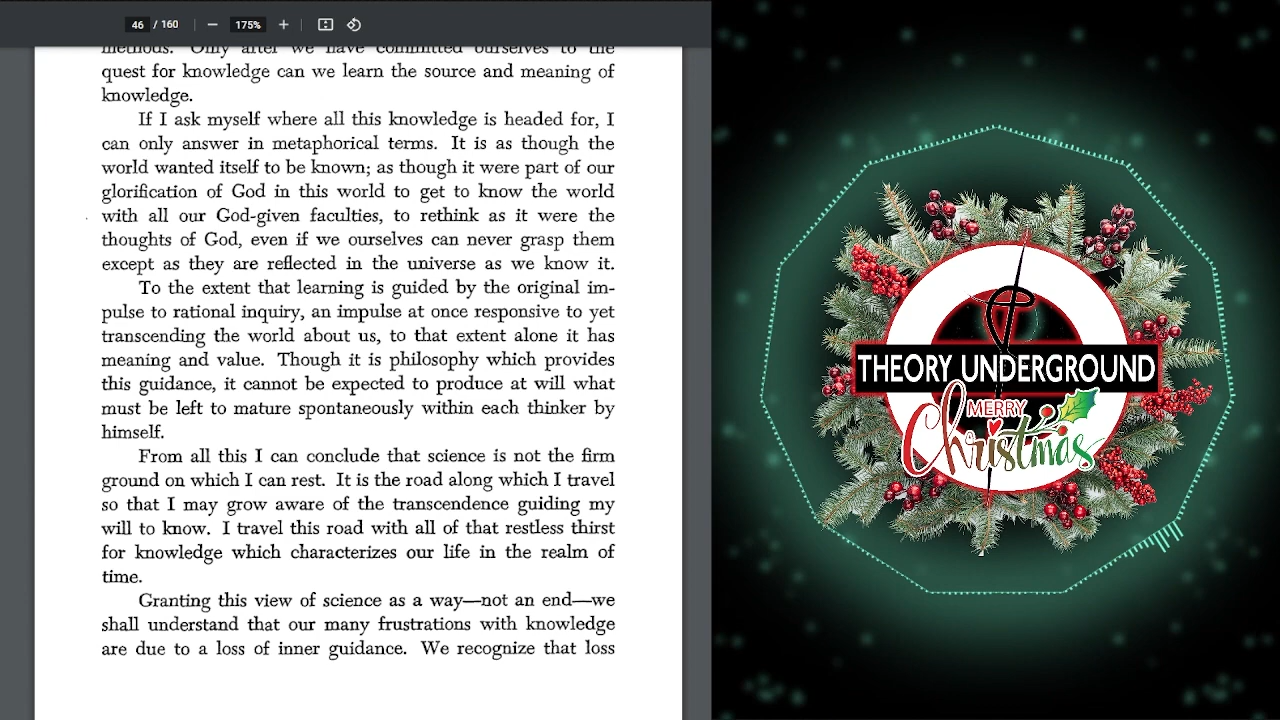 46 / 160 — 175% +
methods. Only after we have committed ourselves to the
quest for knowledge can we learn the source and meaning of
knowledge.
If I ask myself where all this knowledge is headed for, I
can only answer in metaphorical terms. It is as though the
world wanted itself to be known; as though it were part of our
glorification of God in this world to get to know the world
with all our God-given faculties, to rethink as it were the
thoughts of God, even if we ourselves can never grasp them
except as they are reflected in the universe as we know it.
To the extent that learning is guided by the original im-
pulse to rational inquiry, an impulse at once responsive to yet
transcending the world about us, to that extent alone it has
meaning and value. Though it is philosophy which provides
this guidance, it cannot be expected to produce at will what
must be left to mature spontaneously within each thinker by
himself.
From all this I can conclude that science is not the firm
ground on which I can rest. It is the road along which I travel
so that I may grow aware of the transcendence guiding my
will to know. I travel this road with all of that restless thirst
for knowledge which characterizes our life in the realm of
time.
Granting this view of science as a way—not an end—we
shall understand that our many frustrations with knowledge
are due to a loss of inner guidance. We recognize that loss
THEORY UNDERGROUND
MERRY
Christmas